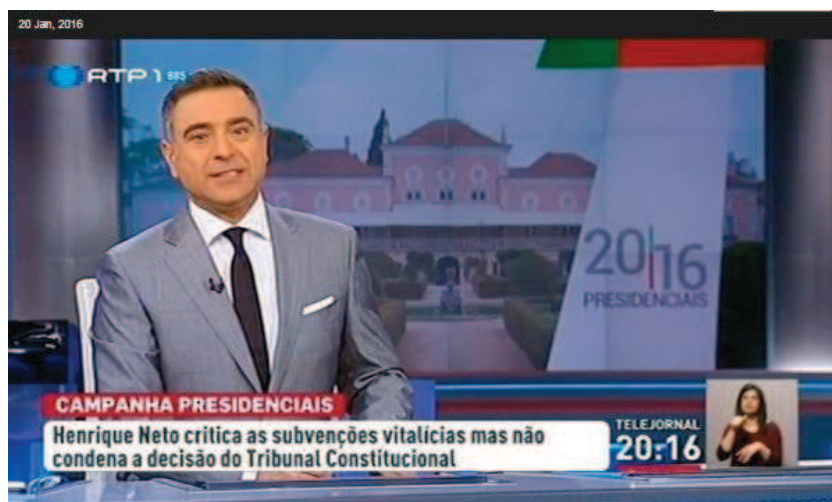 20 Jan, 2016
RTP 1
20|16
PRESIDENCIAIS
CAMPANHA PRESIDENCIAIS
Henrique Neto critica as subvenções vitalícias mas não
condena a decisão do Tribunal Constitucional
TELEJORNAL
20:16